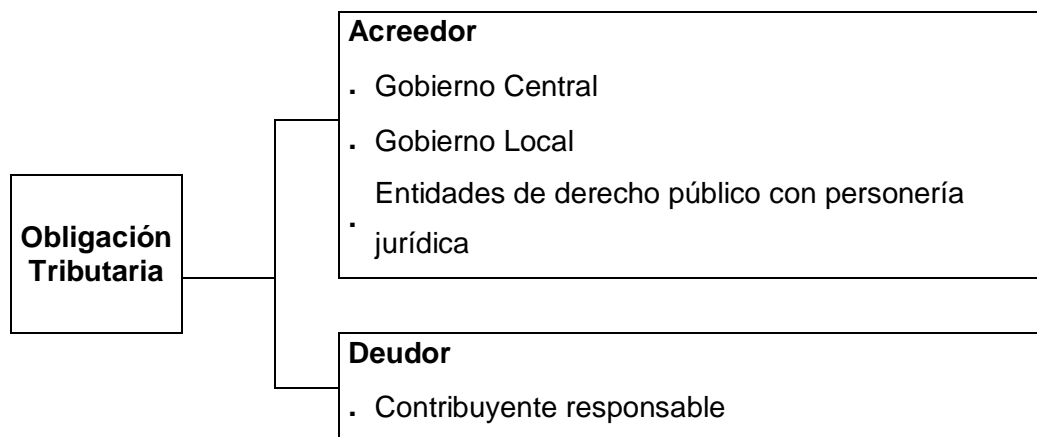 Acreedor
. Gobierno Central
. Gobierno Local
. Entidades de derecho público con personería
jurídica
Obligación
Tributaria
Deudor
. Contribuyente responsable